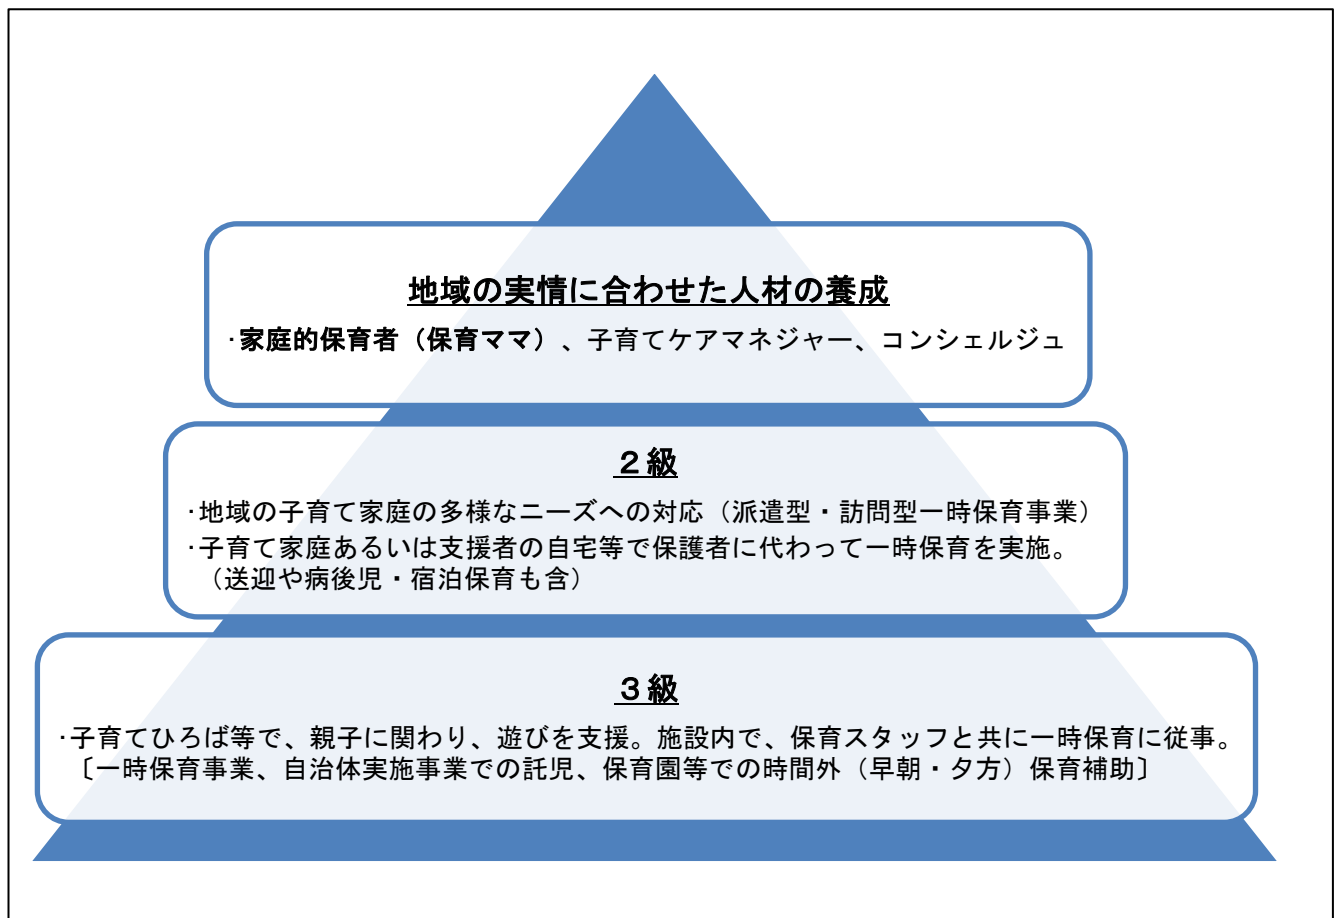 地域の実情に合わせた人材の養成
・家庭的保育者（保育ママ）、子育てケアマネジャー、コンシェルジュ
２級
・地域の子育て家庭の多様なニーズへの対応（派遣型・訪問型一時保育事業）
・子育て家庭あるいは支援者の自宅等で保護者に代わって一時保育を実施。
（送迎や病後児・宿泊保育も含）
３級
・子育てひろば等で、親子に関わり、遊びを支援。施設内で、保育スタッフと共に一時保育に従事。
〔一時保育事業、自治体実施事業での託児、保育園等での時間外（早朝・夕方）保育補助〕